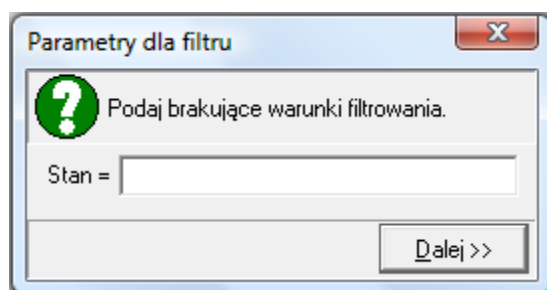 Parametry dla filtru
Podaj brakujące warunki filtrowania.
Stan =
Dalej >>